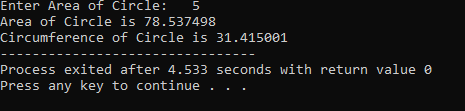 Enter Area of Circle:   5
Area of Circle is 78.537498
Circumference of Circle is 31.415001
--------------------------------
Process exited after 4.533 seconds with return value 0
Press any key to continue . . .